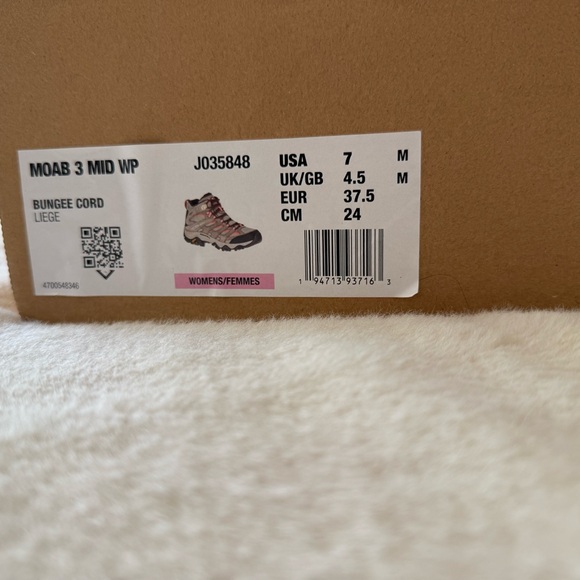 MOAB 3 MID WP J035848
BUNGEE CORD
LIEGE
4700548346
WOMENS/FEMMES
USA 7 M
UK/GB 4.5 M
EUR 37.5
CM 24
1 94713 93716 3